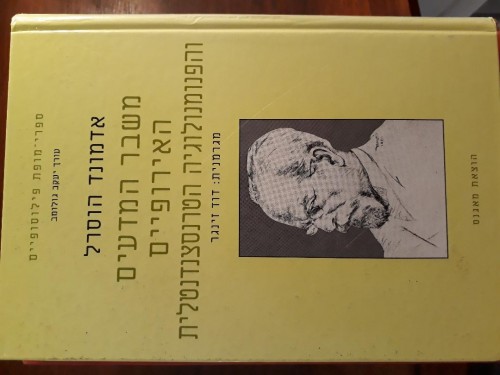 ספרי-מופת פילוסופיים
עורך יעקב גולומב
אדמונד הוסרל
משבר המדעים
האירופיים
והפנומנולוגיה הטרנסצנדנטלית
מגרמנית: דוד זינגר
הוצאת מאגנס